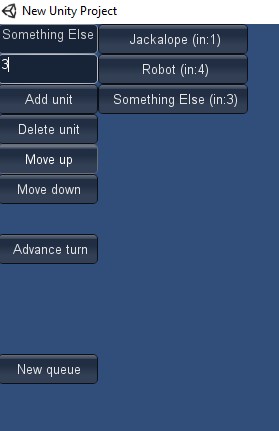 New Unity Project
Something Else
Jackalope (in:1)
3
Robot (in:4)
Add unit
Something Else (in:3)
Delete unit
Move up
Move down
Advance turn
New queue